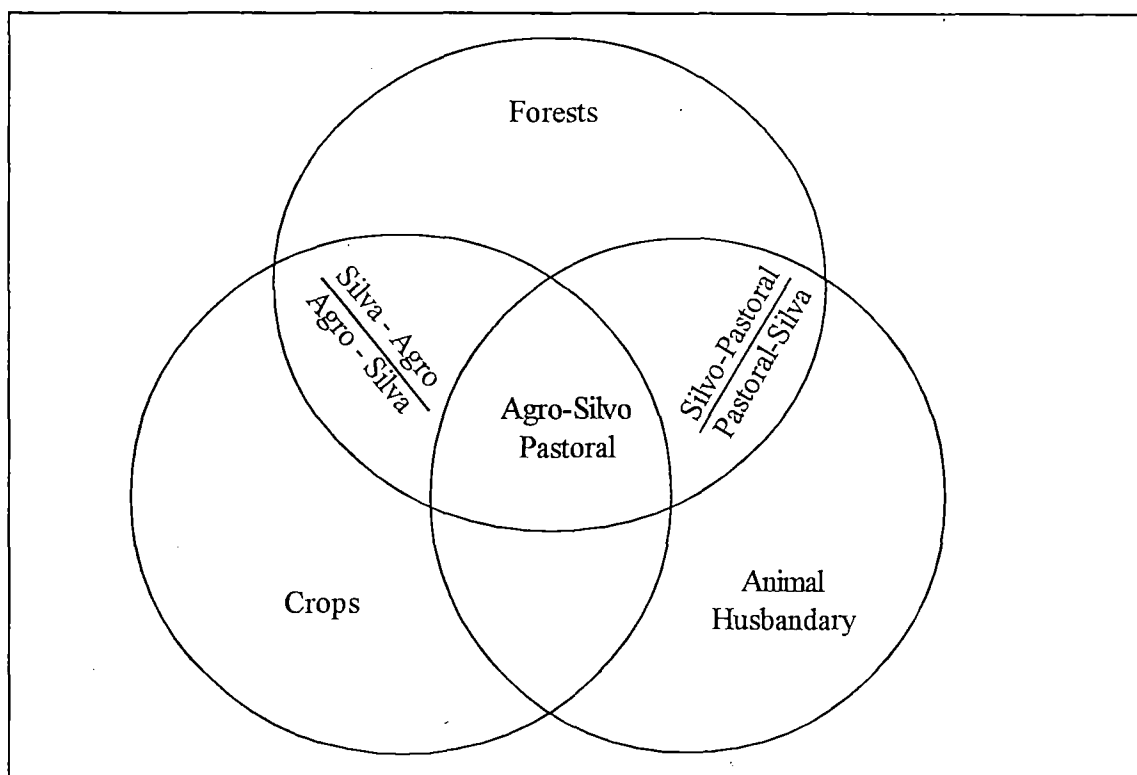 Forests
Silva - Agro
Agro - Silva
Silvo-Pastoral
Pastoral-Silva
Agro-Silvo
Pastoral
Crops
Animal
Husbandary